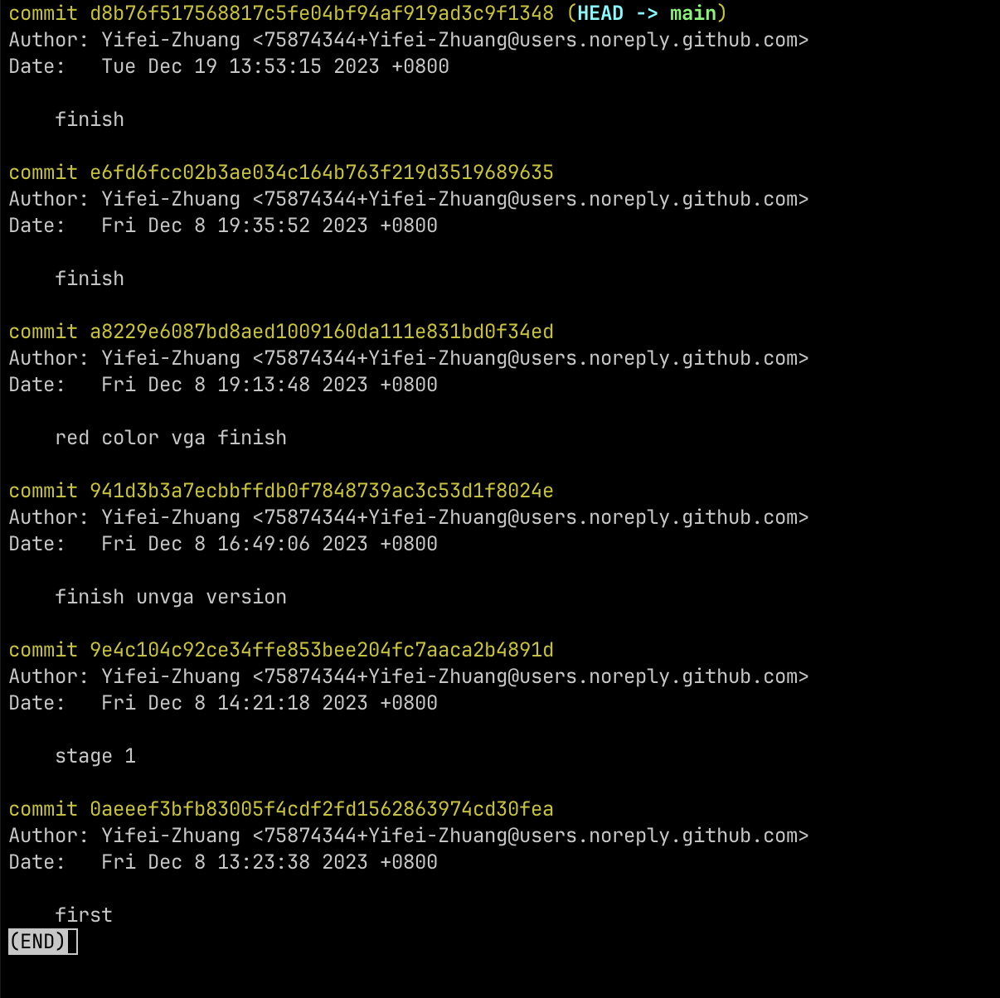 commit d8b76f517568817c5fe04bf94af919ad3c9f1348 (HEAD -> main)
Author: Yifei-Zhuang <75874344+Yifei-Zhuang@users.noreply.github.com>
Date:   Tue Dec 19 13:53:15 2023 +0800
finish
commit e6fd6fcc02b3ae034c164b763f219d3519689635
Author: Yifei-Zhuang <75874344+Yifei-Zhuang@users.noreply.github.com>
Date:   Fri Dec 8 19:35:52 2023 +0800
finish
commit a8229e6087bd8aed1009160da111e831bd0f34ed
Author: Yifei-Zhuang <75874344+Yifei-Zhuang@users.noreply.github.com>
Date:   Fri Dec 8 19:13:48 2023 +0800
red color vga finish
commit 941d3b3a7ecbbffdb0f7848739ac3c53d1f8024e
Author: Yifei-Zhuang <75874344+Yifei-Zhuang@users.noreply.github.com>
Date:   Fri Dec 8 16:49:06 2023 +0800
finish unvga version
commit 9e4c104c92ce34ffe853bee204fc7aaca2b4891d
Author: Yifei-Zhuang <75874344+Yifei-Zhuang@users.noreply.github.com>
Date:   Fri Dec 8 14:21:18 2023 +0800
stage 1
commit 0aeeef3bfb83005f4cdf2fd1562863974cd30fea
Author: Yifei-Zhuang <75874344+Yifei-Zhuang@users.noreply.github.com>
Date:   Fri Dec 8 13:23:38 2023 +0800
first
(END)